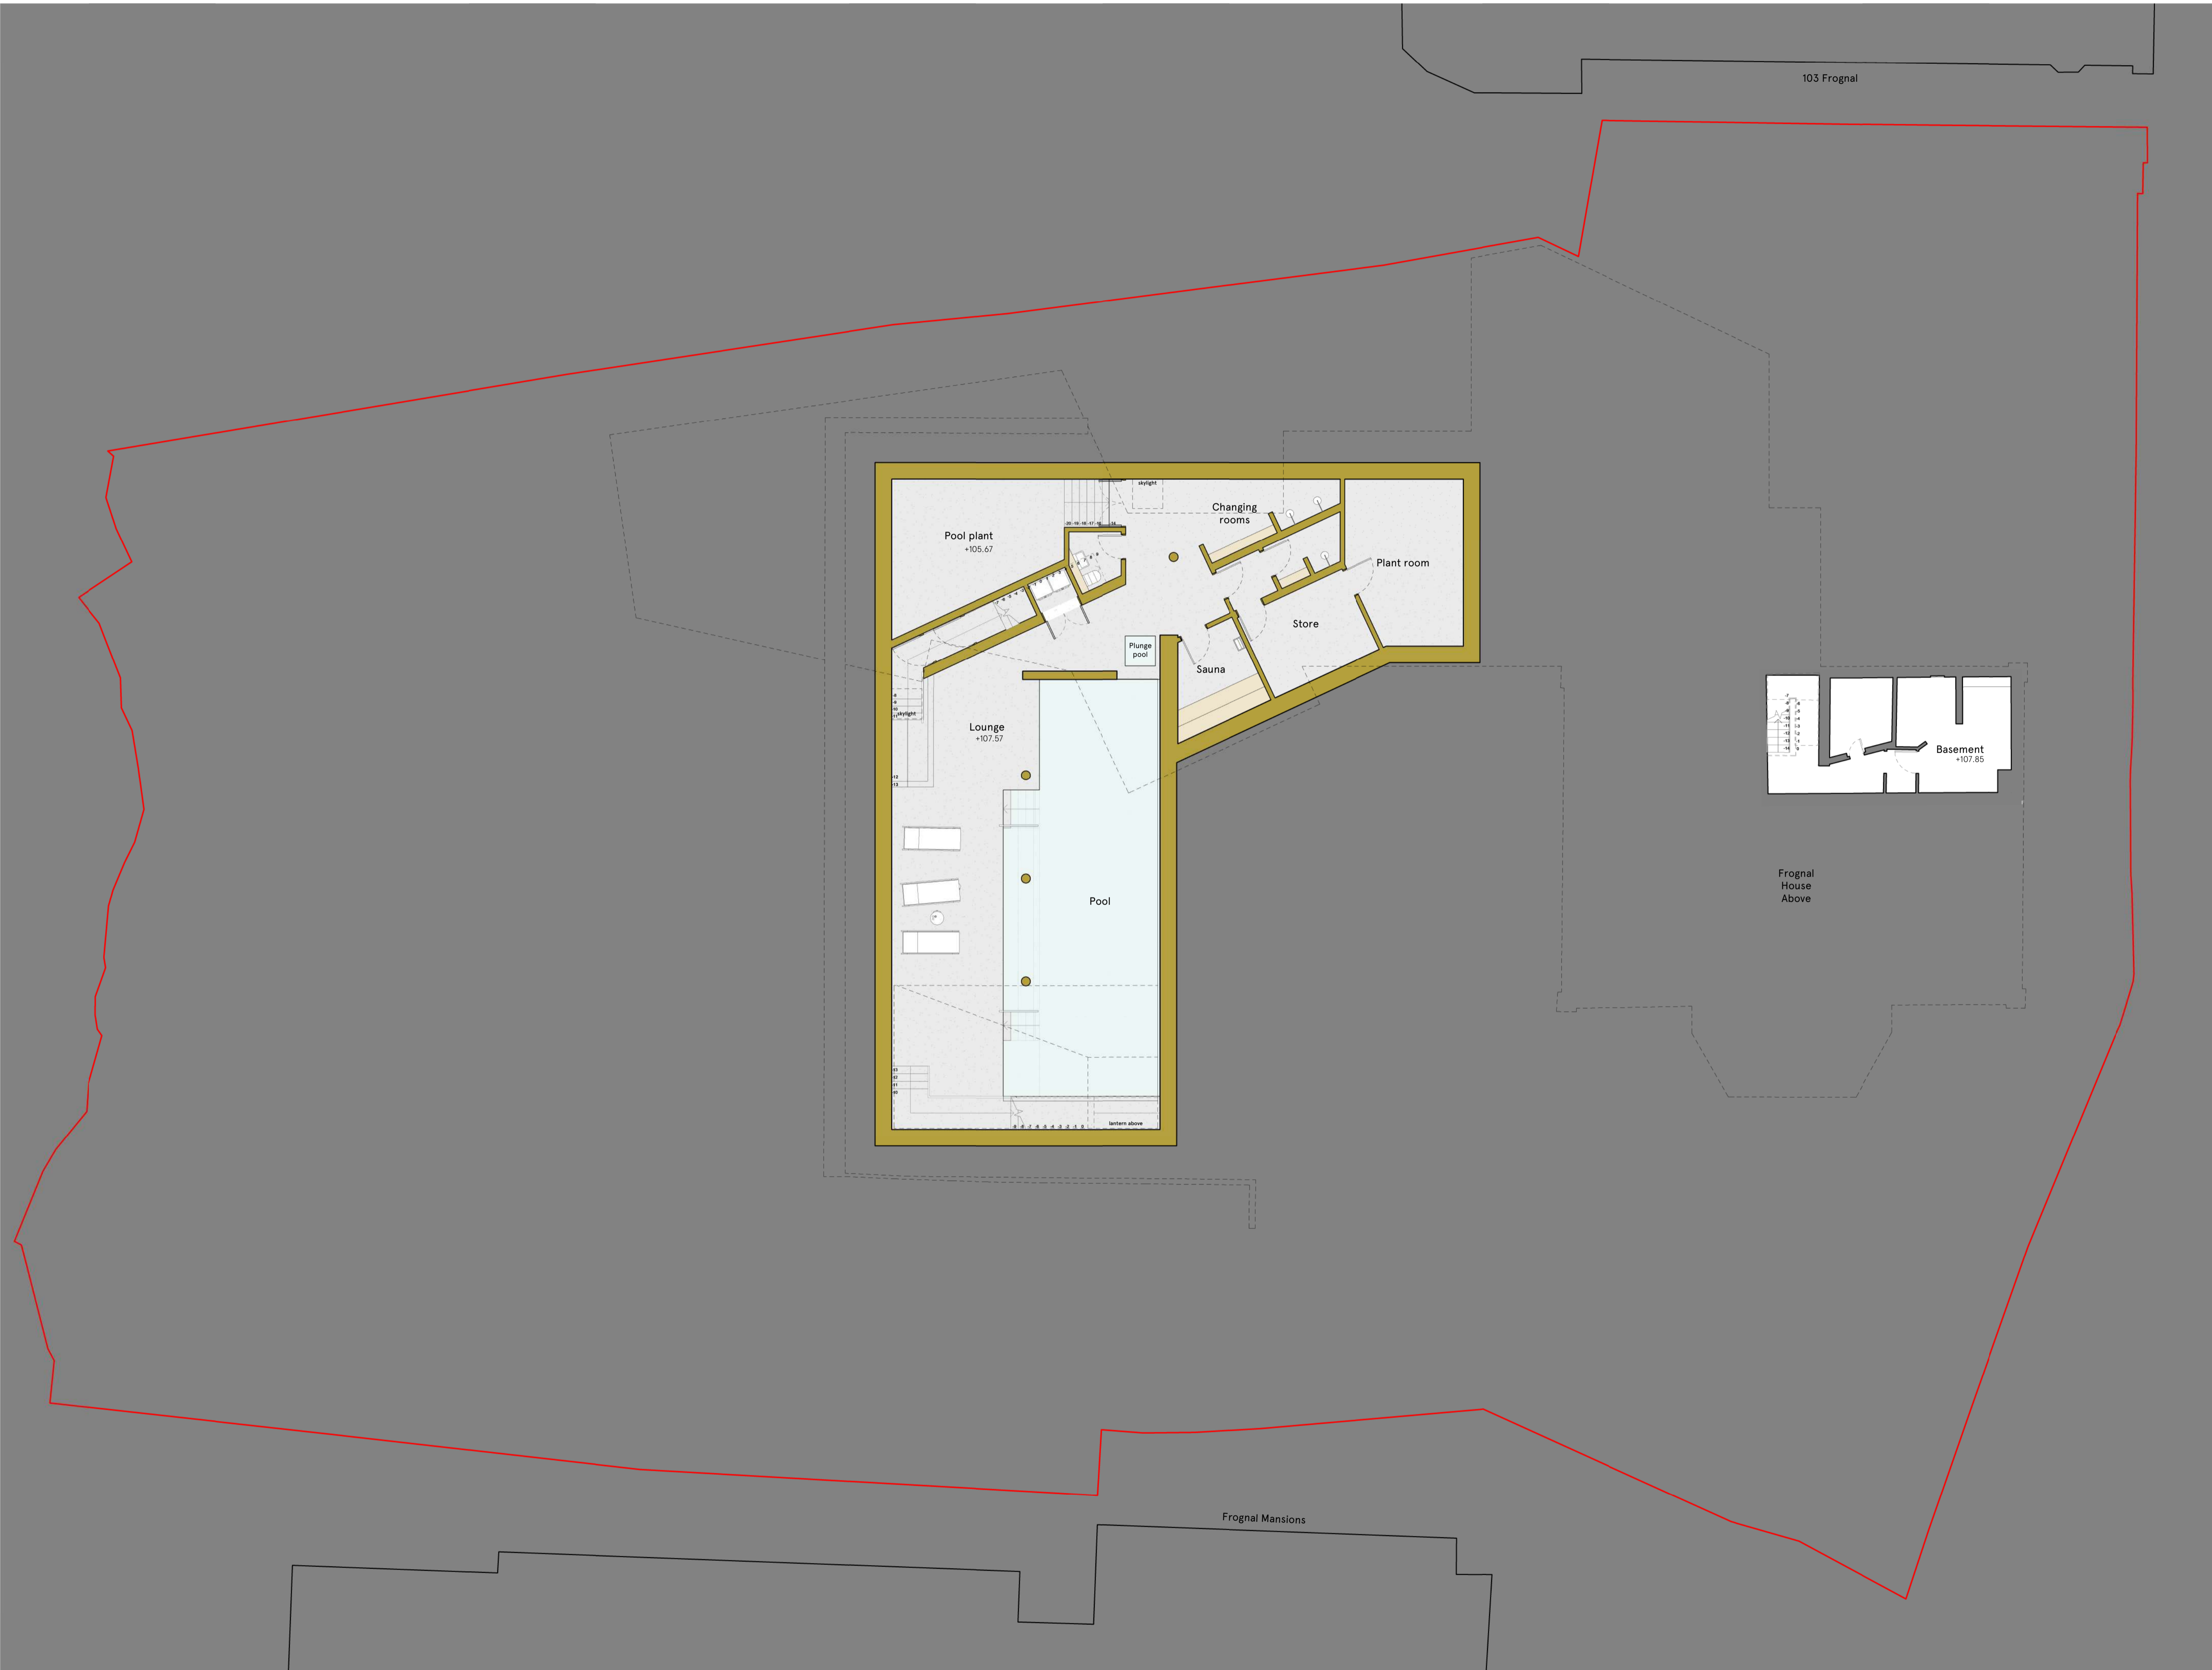 103 Frognal
skylight
Changing
rooms
Pool plant
+105.67
Plant room
Store
Plunge
pool
Sauna
skylight
Lounge
+107.57
Basement
+107.85
Frognal
House
Above
Pool
lantern above
Frognal Mansions